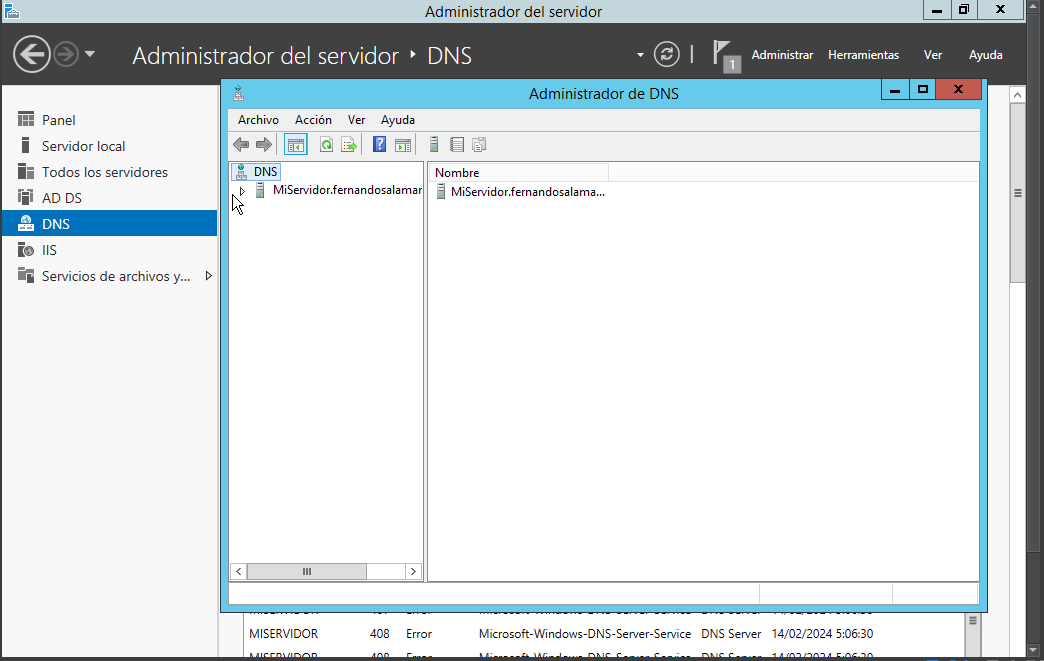 Administrador del servidor
Administrador del servidor DNS
1
Administrar Herramientas Ver Ayuda
Panel
Servidor local
Todos los servidores
AD DS
DNS
IIS
Servicios de archivos y...
Administrador de DNS
Archivo Acción Ver Ayuda
DNS
MiServidor.fernandosalamar
Nombre
MiServidor.fernandosalama...
MISERVIDOR 408 Error Microsoft-Windows-DNS-Server-Service DNS Server 14/02/2024 5:06:30
MISERVIDOR 408 Error Microsoft-Windows-DNS-Server-Service DNS Server 14/02/2024 5:06:30